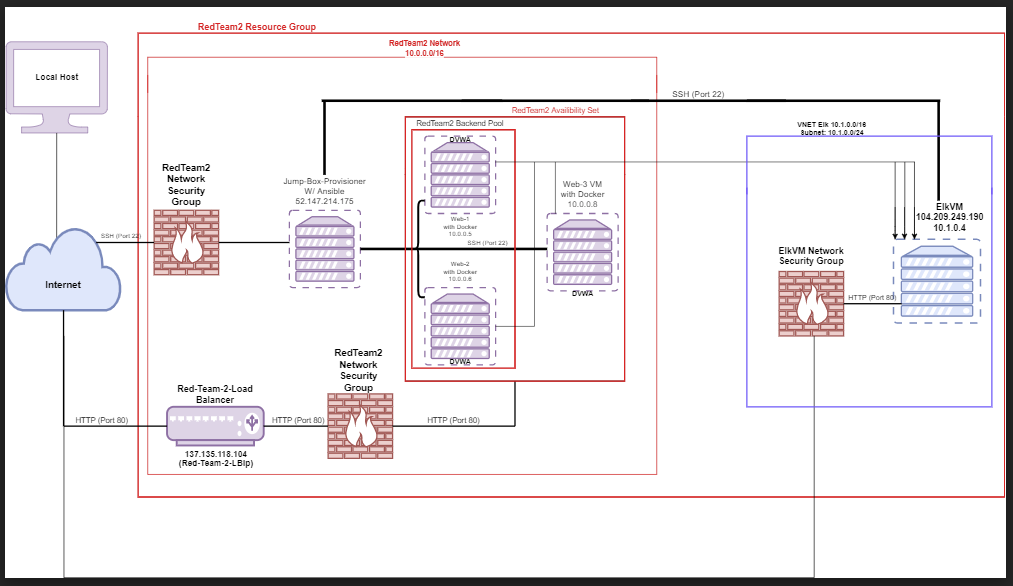 RedTeam2 Resource Group
RedTeam2 Network
10.0.0.0/16
Local Host
SSH (Port 22)
RedTeam2 Avalibility Set
RedTeam2 Backend Pool
VNET Elk 10.1.0.0/16
Subnet: 10.1.0.0/24
DVWA
RedTeam2
Network
Security
Group
Jump-Box-Provisioner
W/ Ansible
52.147.214.175
Web-3 VM
with Docker
10.0.0.8
ElkVM
104.209.249.190
10.1.0.4
Web-1
with Docker
10.0.0.5
SSH (Port 22)
SSH (Port 22)
ElkVM Network
Security Group
Web-2
with Docker
10.0.0.6
Internet
DVWA
HTTP (Port 80)
RedTeam2
Network
Security
Group
DVWA
Red-Team-2-Load
Balancer
HTTP (Port 80)
HTTP (Port 80)
HTTP (Port 80)
137.135.118.104
(Red-Team-2-LBip)